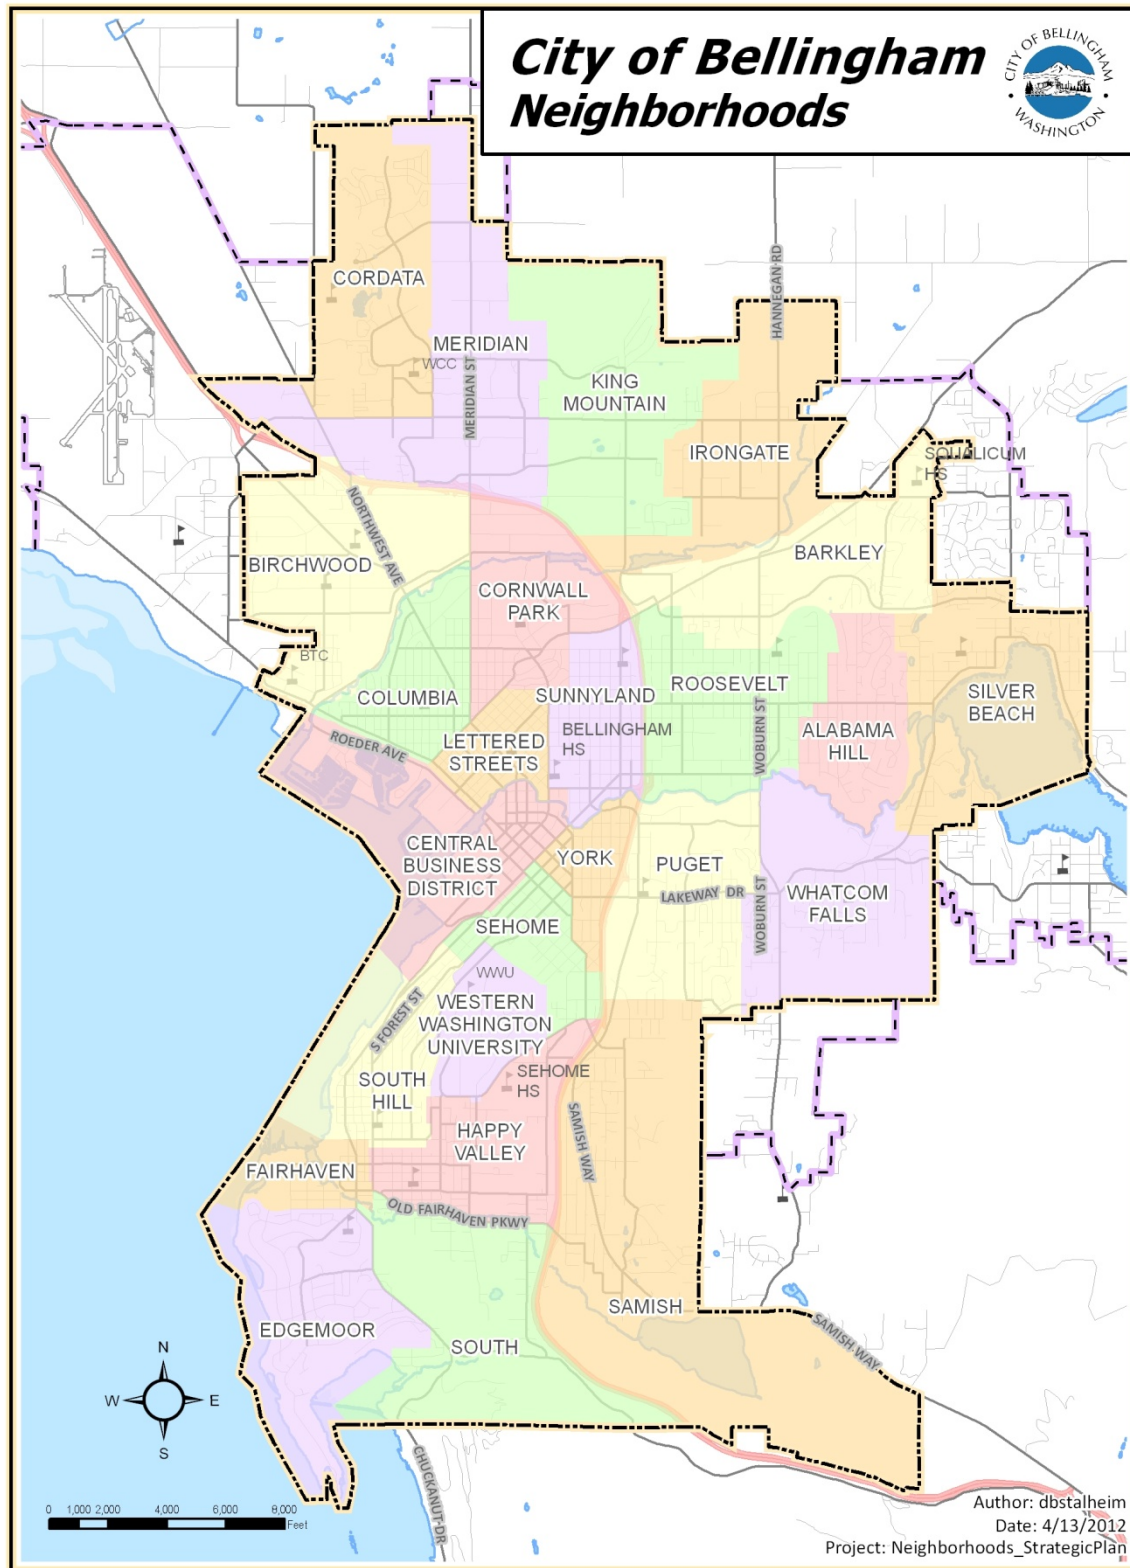 City of Bellingham
Neighborhoods
CITY OF BELLINGHAM
WASHINGTON
HANNEGAN RD
CORDATA
MERIDIAN
WCC
MERIDIAN ST
KING
MOUNTAIN
IRONGATE
SQUALICUM
HS
NORTHWEST AVE
BARKLEY
BIRCHWOOD
CORNWALL
PARK
BTC
COLUMBIA
SUNNYLAND
ROOSEVELT
SILVER
BEACH
BELLINGHAM
HS
WOBURN ST
ALABAMA
HILL
ROEDER AVE
LETTERED
STREETS
CENTRAL
BUSINESS
DISTRICT
YORK
PUGET
LAKEWAY DR
WOBURN ST
WHATCOM
FALLS
SEHOME
WWU
WESTERN
WASHINGTON
UNIVERSITY
S FOREST ST
SOUTH
HILL
SEHOME
HS
SAMISH WAY
HAPPY
VALLEY
FAIRHAVEN
OLD FAIRHAVEN PKWY
EDGEMOOR
SOUTH
SAMISH
SAMISH WAY
CHUCKANUT DR
N
W
E
S
0 1,000 2,000 4,000 6,000 8,000
Feet
Author: dbstalheim
Date: 4/13/2012
Project: Neighborhoods_StrategicPlan